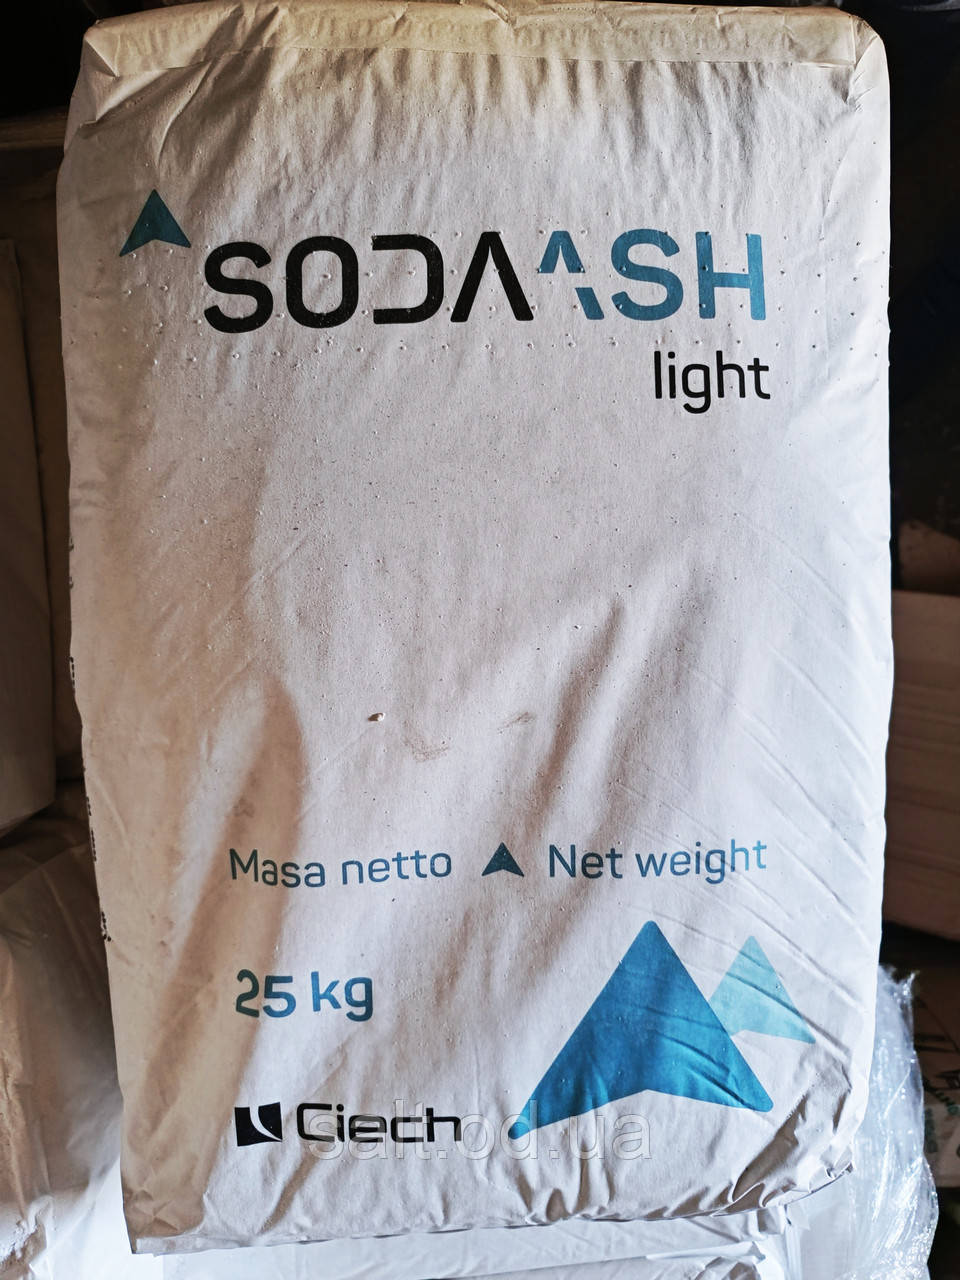 SODA ASH
light
Masa netto Net weight
25 kg
Ciech
salt.od.ua